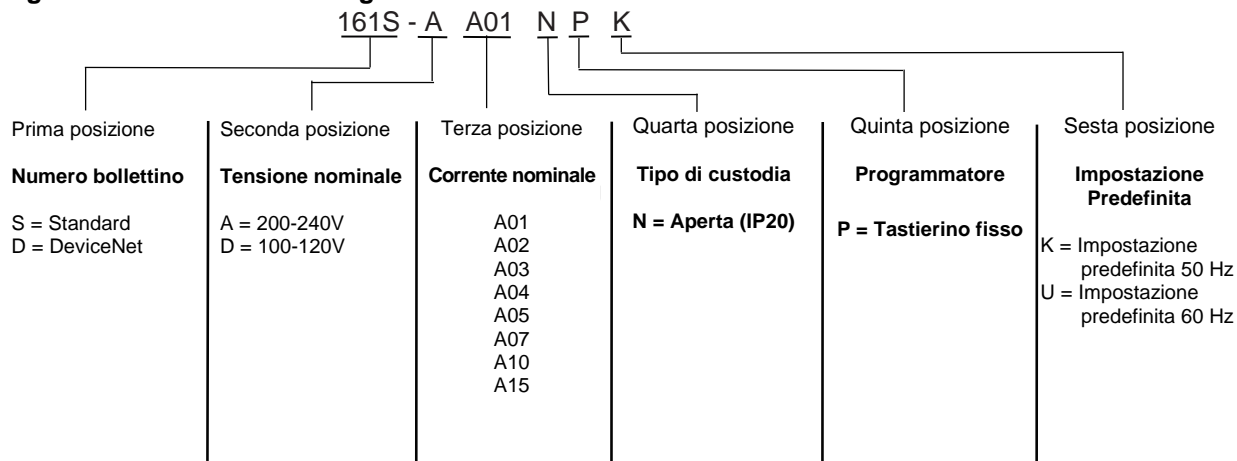 161S - A A01 N P K
Prima posizione
Numero bollettino
S = Standard
D = DeviceNet
Seconda posizione
Tensione nominale
A = 200-240V
D = 100-120V
Terza posizione
Corrente nominale
A01
A02
A03
A04
A05
A07
A10
A15
Quarta posizione
Tipo di custodia
N = Aperta (IP20)
Quinta posizione
Programmatore
P = Tastierino fisso
Sesta posizione
Impostazione
Predefinita
K = Impostazione
predefinita 50 Hz
U = Impostazione
predefinita 60 Hz